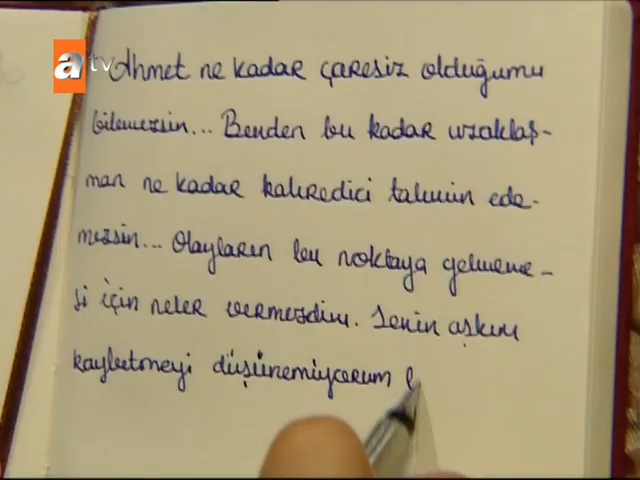 atv
Ahmet ne kadar çaresiz olduğumu
bilemezsin... Benden bu kadar uzaklaş-
man ne kadar kahredici tahmin ede-
mezsin... Olayların bu noktaya gelmeme-
si için neler vermezdim. Senin aşkını
kaybetmeyi düşünemiyorum